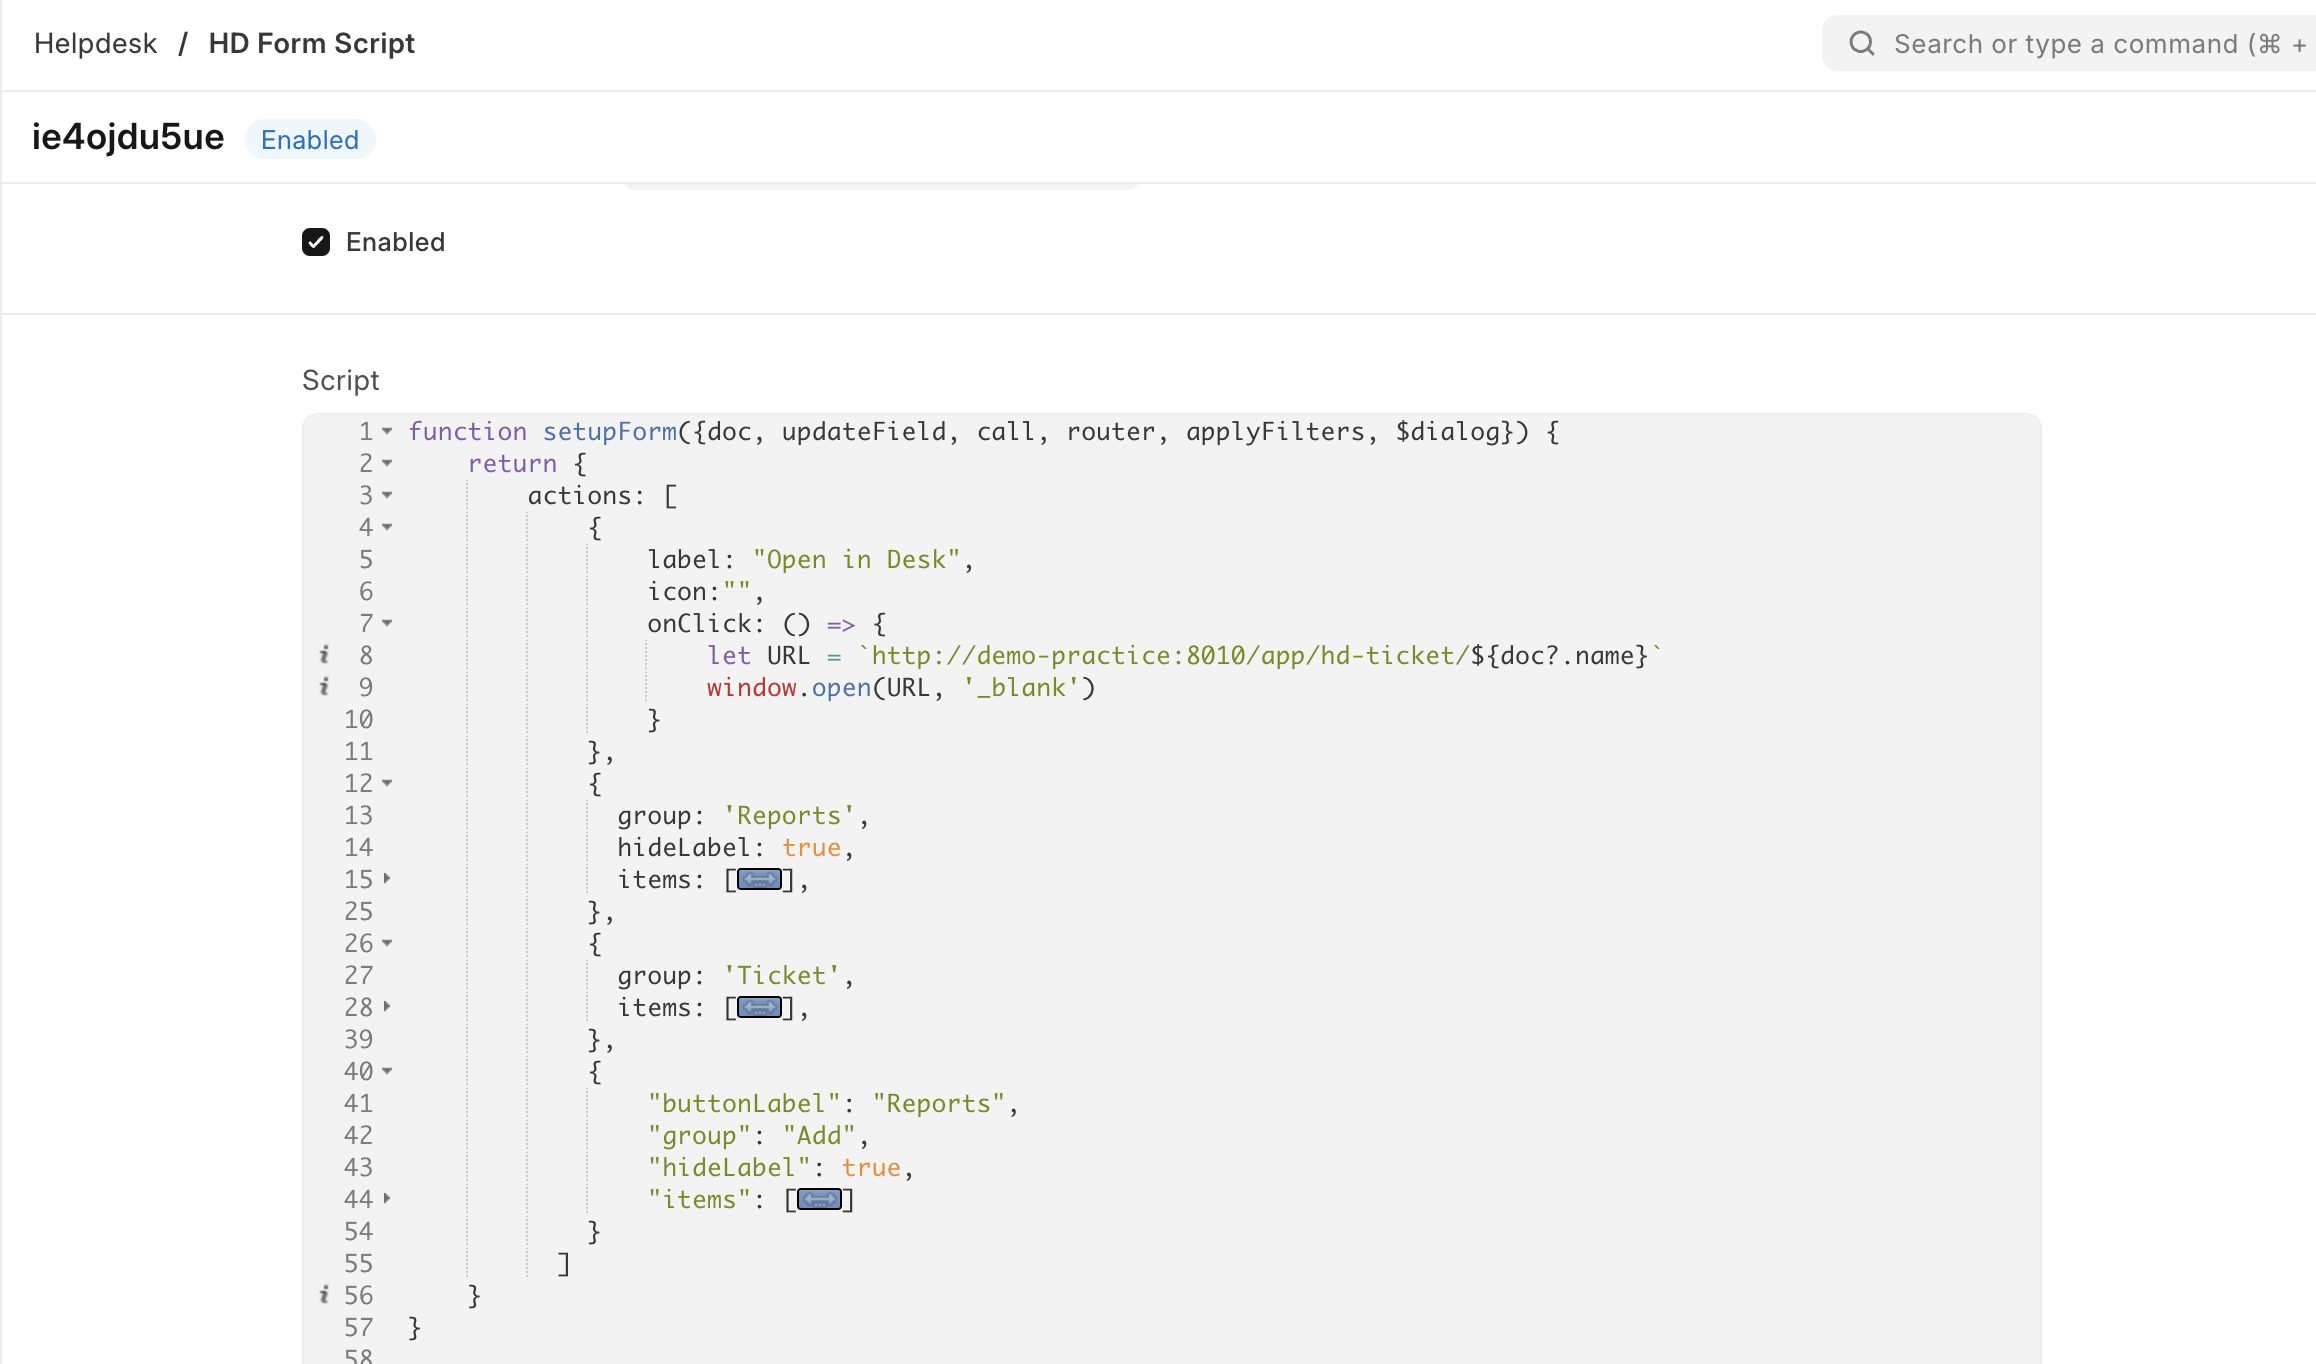 Helpdesk / HD Form Script
Search or type a command (⌘ +
ie4ojdu5ue Enabled
Enabled
Script
1 function setupForm({doc, updateField, call, router, applyFilters, $dialog}) {
2 return {
3 actions: [
4 {
5 label: "Open in Desk",
6 icon:"",
7 onClick: () => {
8 let URL = `http://demo-practice:8010/app/hd-ticket/${doc?.name}`
9 window.open(URL, '_blank')
10 }
11 },
12 {
13 group: 'Reports',
14 hideLabel: true,
15 items: [],
25 },
26 {
27 group: 'Ticket',
28 items: [],
39 },
40 {
41 "buttonLabel": "Reports",
42 "group": "Add",
43 "hideLabel": true,
44 "items": []
54 }
55 ]
56 }
57 }
58